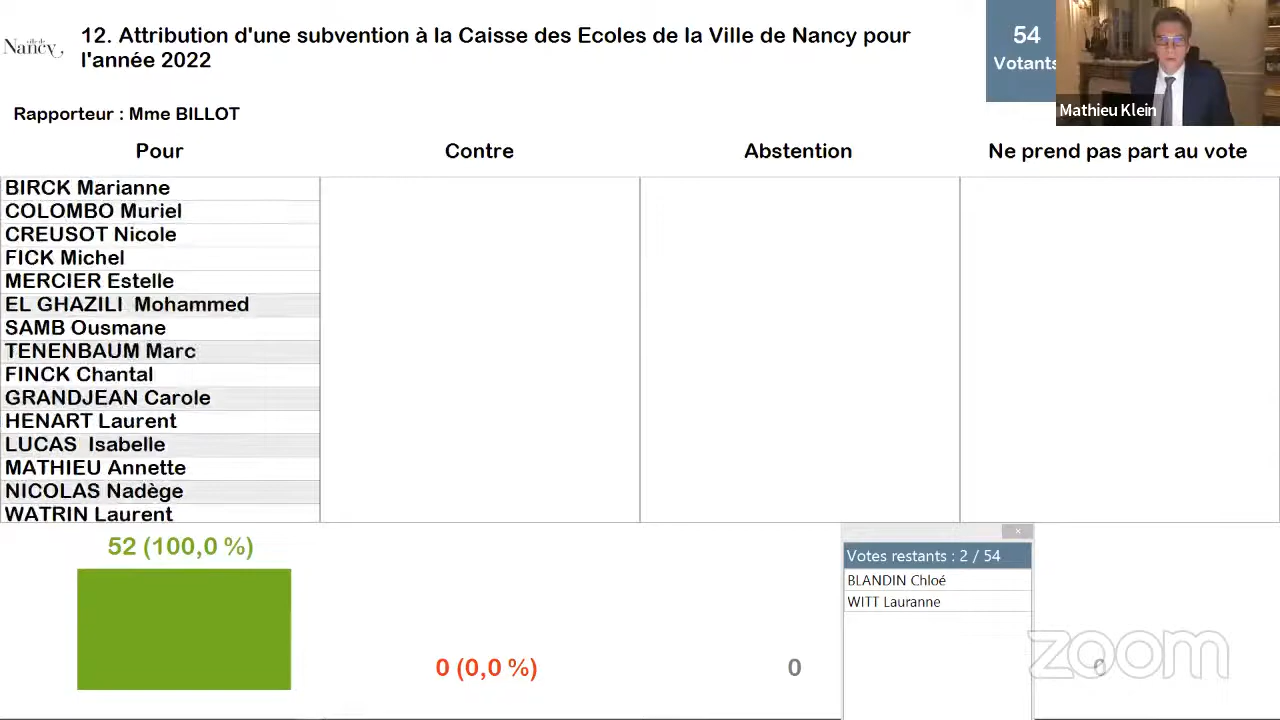 ville de
Nancy
12. Attribution d'une subvention à la Caisse des Ecoles de la Ville de Nancy pour
l'année 2022
54
Votants
Mathieu Klein
Rapporteur : Mme BILLOT
Pour
Contre
Abstention
Ne prend pas part au vote
BIRCK Marianne
COLOMBO Muriel
CREUSOT Nicole
FICK Michel
MERCIER Estelle
EL GHAZILI Mohammed
SAMB Ousmane
TENENBAUM Marc
FINCK Chantal
GRANDJEAN Carole
HENART Laurent
LUCAS Isabelle
MATHIEU Annette
NICOLAS Nadège
WATRIN Laurent
52 (100,0 %)
0 (0,0 %)
0
0
Votes restants : 2 / 54
BLANDIN Chloé
WITT Lauranne
zoom